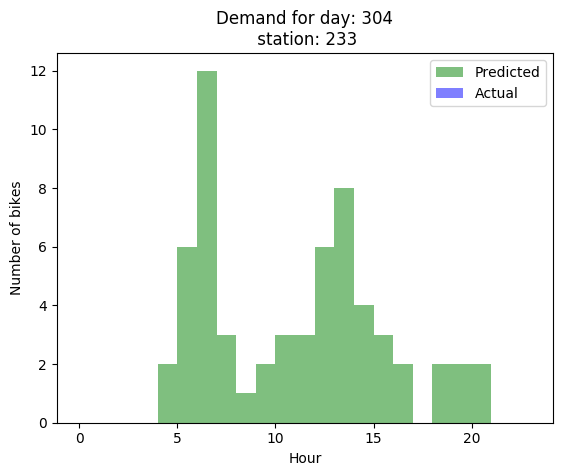 Demand for day: 304
station: 233
Predicted
Actual
12
10
8
6
4
2
0
Number of bikes
0 5 10 15 20
Hour